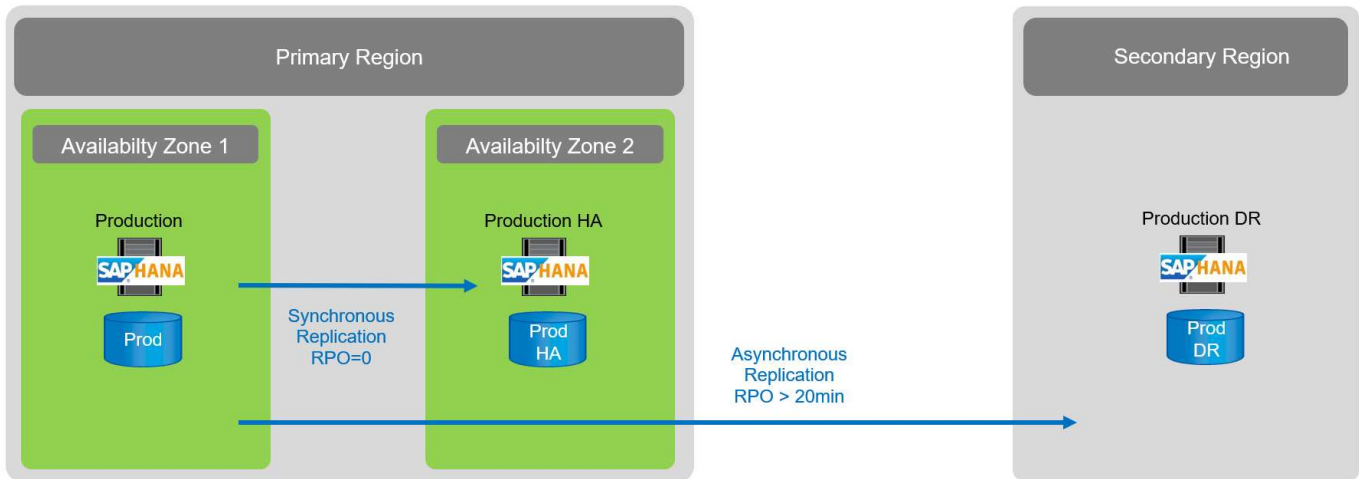 Primary Region
Secondary Region
Availabilty Zone 1
Availabilty Zone 2
Production
SAP HANA
Prod
Synchronous
Replication
RPO=0
Production HA
SAP HANA
Prod
HA
Asynchronous
Replication
RPO > 20min
Production DR
SAP HANA
Prod
DR